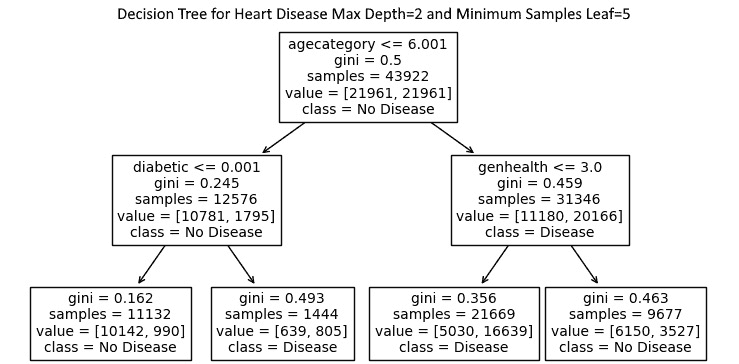 Decision Tree for Heart Disease Max Depth=2 and Minimum Samples Leaf=5
agecategory <= 6.001
gini = 0.5
samples = 43922
value = [21961, 21961]
class = No Disease
diabetic <= 0.001
gini = 0.245
samples = 12576
value = [10781, 1795]
class = No Disease
genhealth <= 3.0
gini = 0.459
samples = 31346
value = [11180, 20166]
class = Disease
gini = 0.162
samples = 11132
value = [10142, 990]
class = No Disease
gini = 0.493
samples = 1444
value = [639, 805]
class = Disease
gini = 0.356
samples = 21669
value = [5030, 16639]
class = Disease
gini = 0.463
samples = 9677
value = [6150, 3527]
class = No Disease